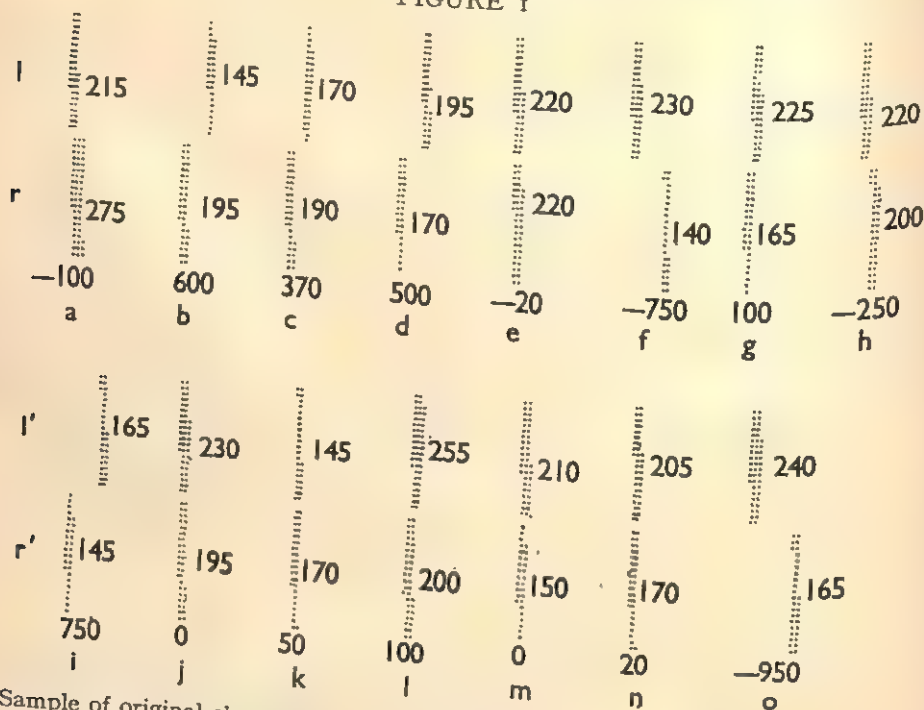 FIGURE I
l 215 145 170 195 220 230 225 220
r 275 195 190 170 220 140 165 200
—100 600 370 500 —20 —750 100 —250
a b c d e f g h
l′ 165 230 145 255 210 205 240
r′ 145 195 170 200 150 170 165
750 0 50 100 0 20 —950
i j k l m n o
Sample of original